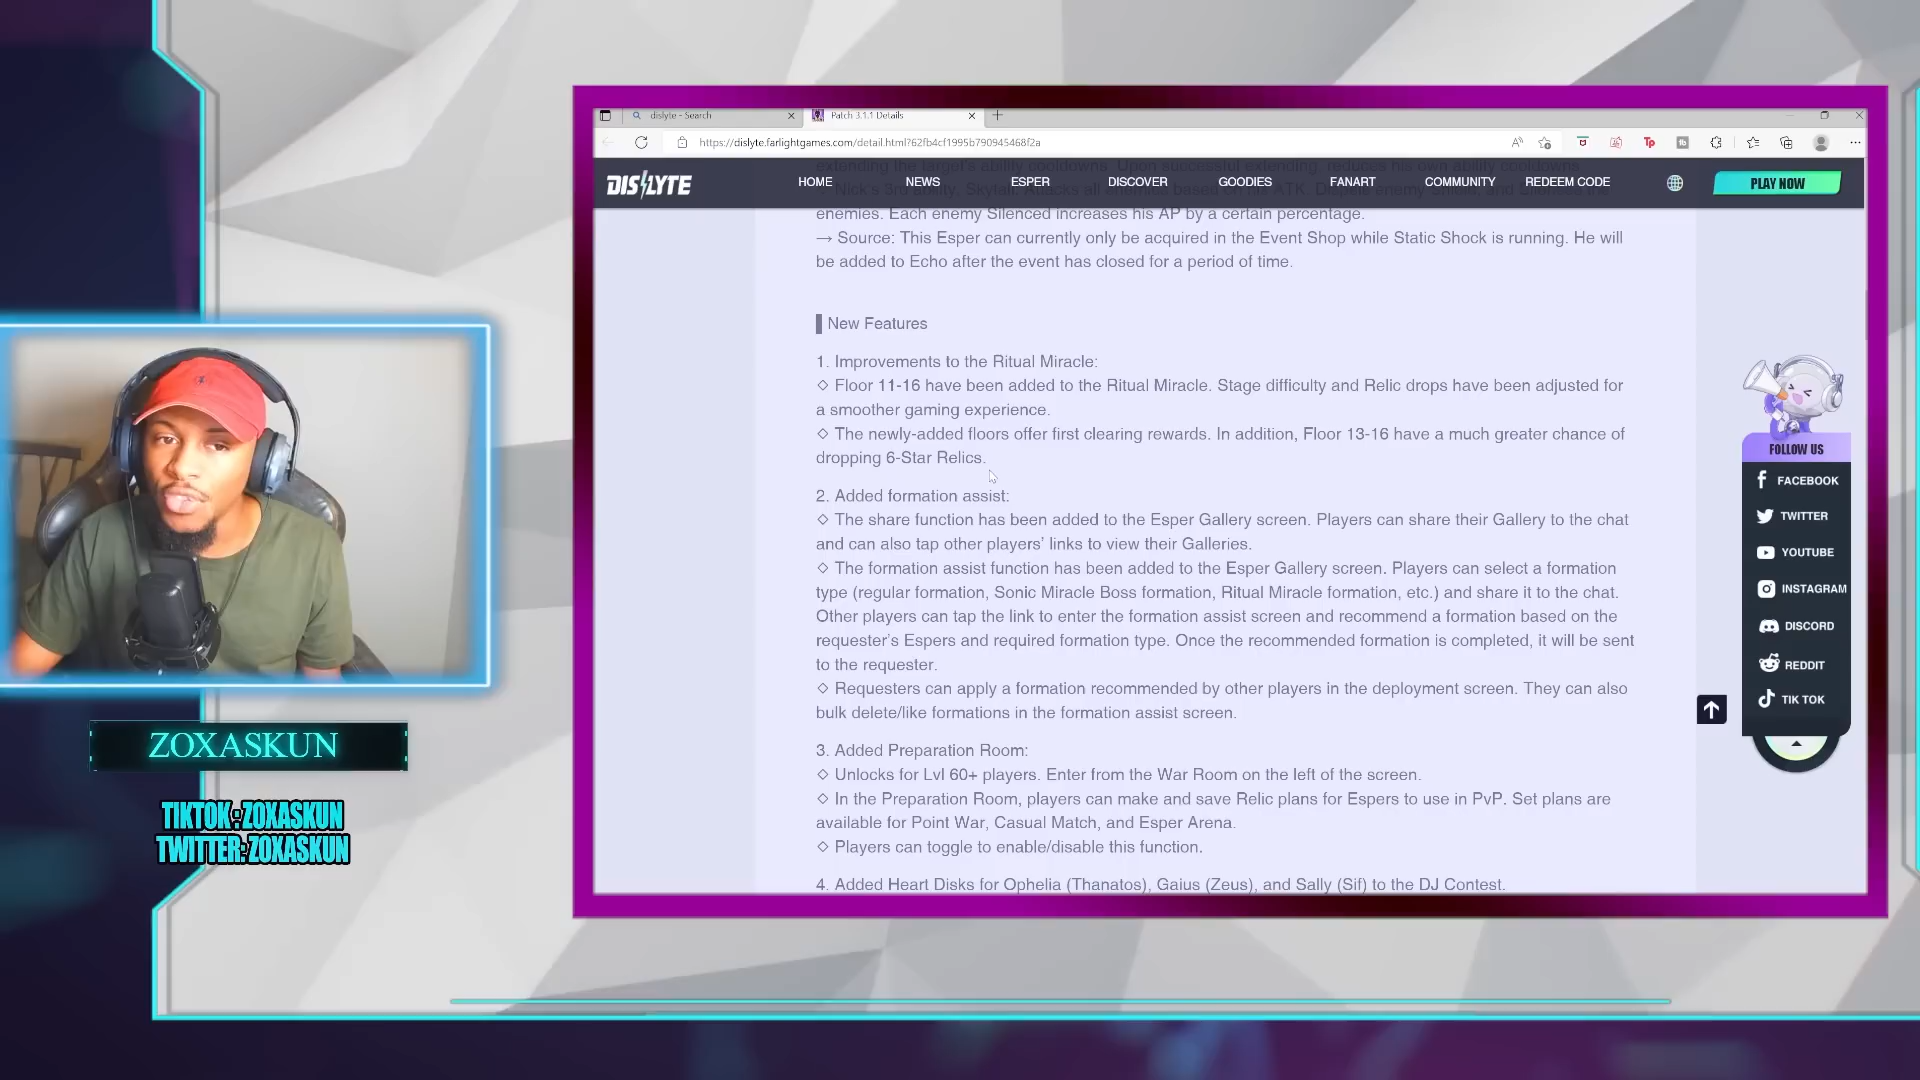 dislyte - Search
Patch 3.1.1 Details
https://dislyte.farlightgames.com/detail.html?62fb4cf1995b790945468f2a
DISLYTE
HOME
NEWS
ESPER
DISCOVER
GOODIES
FANART
COMMUNITY
REDEEM CODE
PLAY NOW
extending the target's ability cooldowns. Upon successful extending, reduces his own ability cooldowns
enemies. Each enemy Silenced increases his AP by a certain percentage.
→ Source: This Esper can currently only be acquired in the Event Shop while Static Shock is running. He will
be added to Echo after the event has closed for a period of time.
New Features
1. Improvements to the Ritual Miracle:
◇ Floor 11-16 have been added to the Ritual Miracle. Stage difficulty and Relic drops have been adjusted for
a smoother gaming experience.
◇ The newly-added floors offer first clearing rewards. In addition, Floor 13-16 have a much greater chance of
dropping 6-Star Relics.
2. Added formation assist:
◇ The share function has been added to the Esper Gallery screen. Players can share their Gallery to the chat
and can also tap other players' links to view their Galleries.
◇ The formation assist function has been added to the Esper Gallery screen. Players can select a formation
type (regular formation, Sonic Miracle Boss formation, Ritual Miracle formation, etc.) and share it to the chat.
Other players can tap the link to enter the formation assist screen and recommend a formation based on the
requester's Espers and required formation type. Once the recommended formation is completed, it will be sent
to the requester.
◇ Requesters can apply a formation recommended by other players in the deployment screen. They can also
bulk delete/like formations in the formation assist screen.
3. Added Preparation Room:
◇ Unlocks for Lvl 60+ players. Enter from the War Room on the left of the screen.
◇ In the Preparation Room, players can make and save Relic plans for Espers to use in PvP. Set plans are
available for Point War, Casual Match, and Esper Arena.
◇ Players can toggle to enable/disable this function.
4. Added Heart Disks for Ophelia (Thanatos), Gaius (Zeus), and Sally (Sif) to the DJ Contest.
FOLLOW US
FACEBOOK
TWITTER
YOUTUBE
INSTAGRAM
DISCORD
REDDIT
TIK TOK
ZOXASKUN
TIKTOK : ZOXASKUN
TWITTER: ZOXASKUN